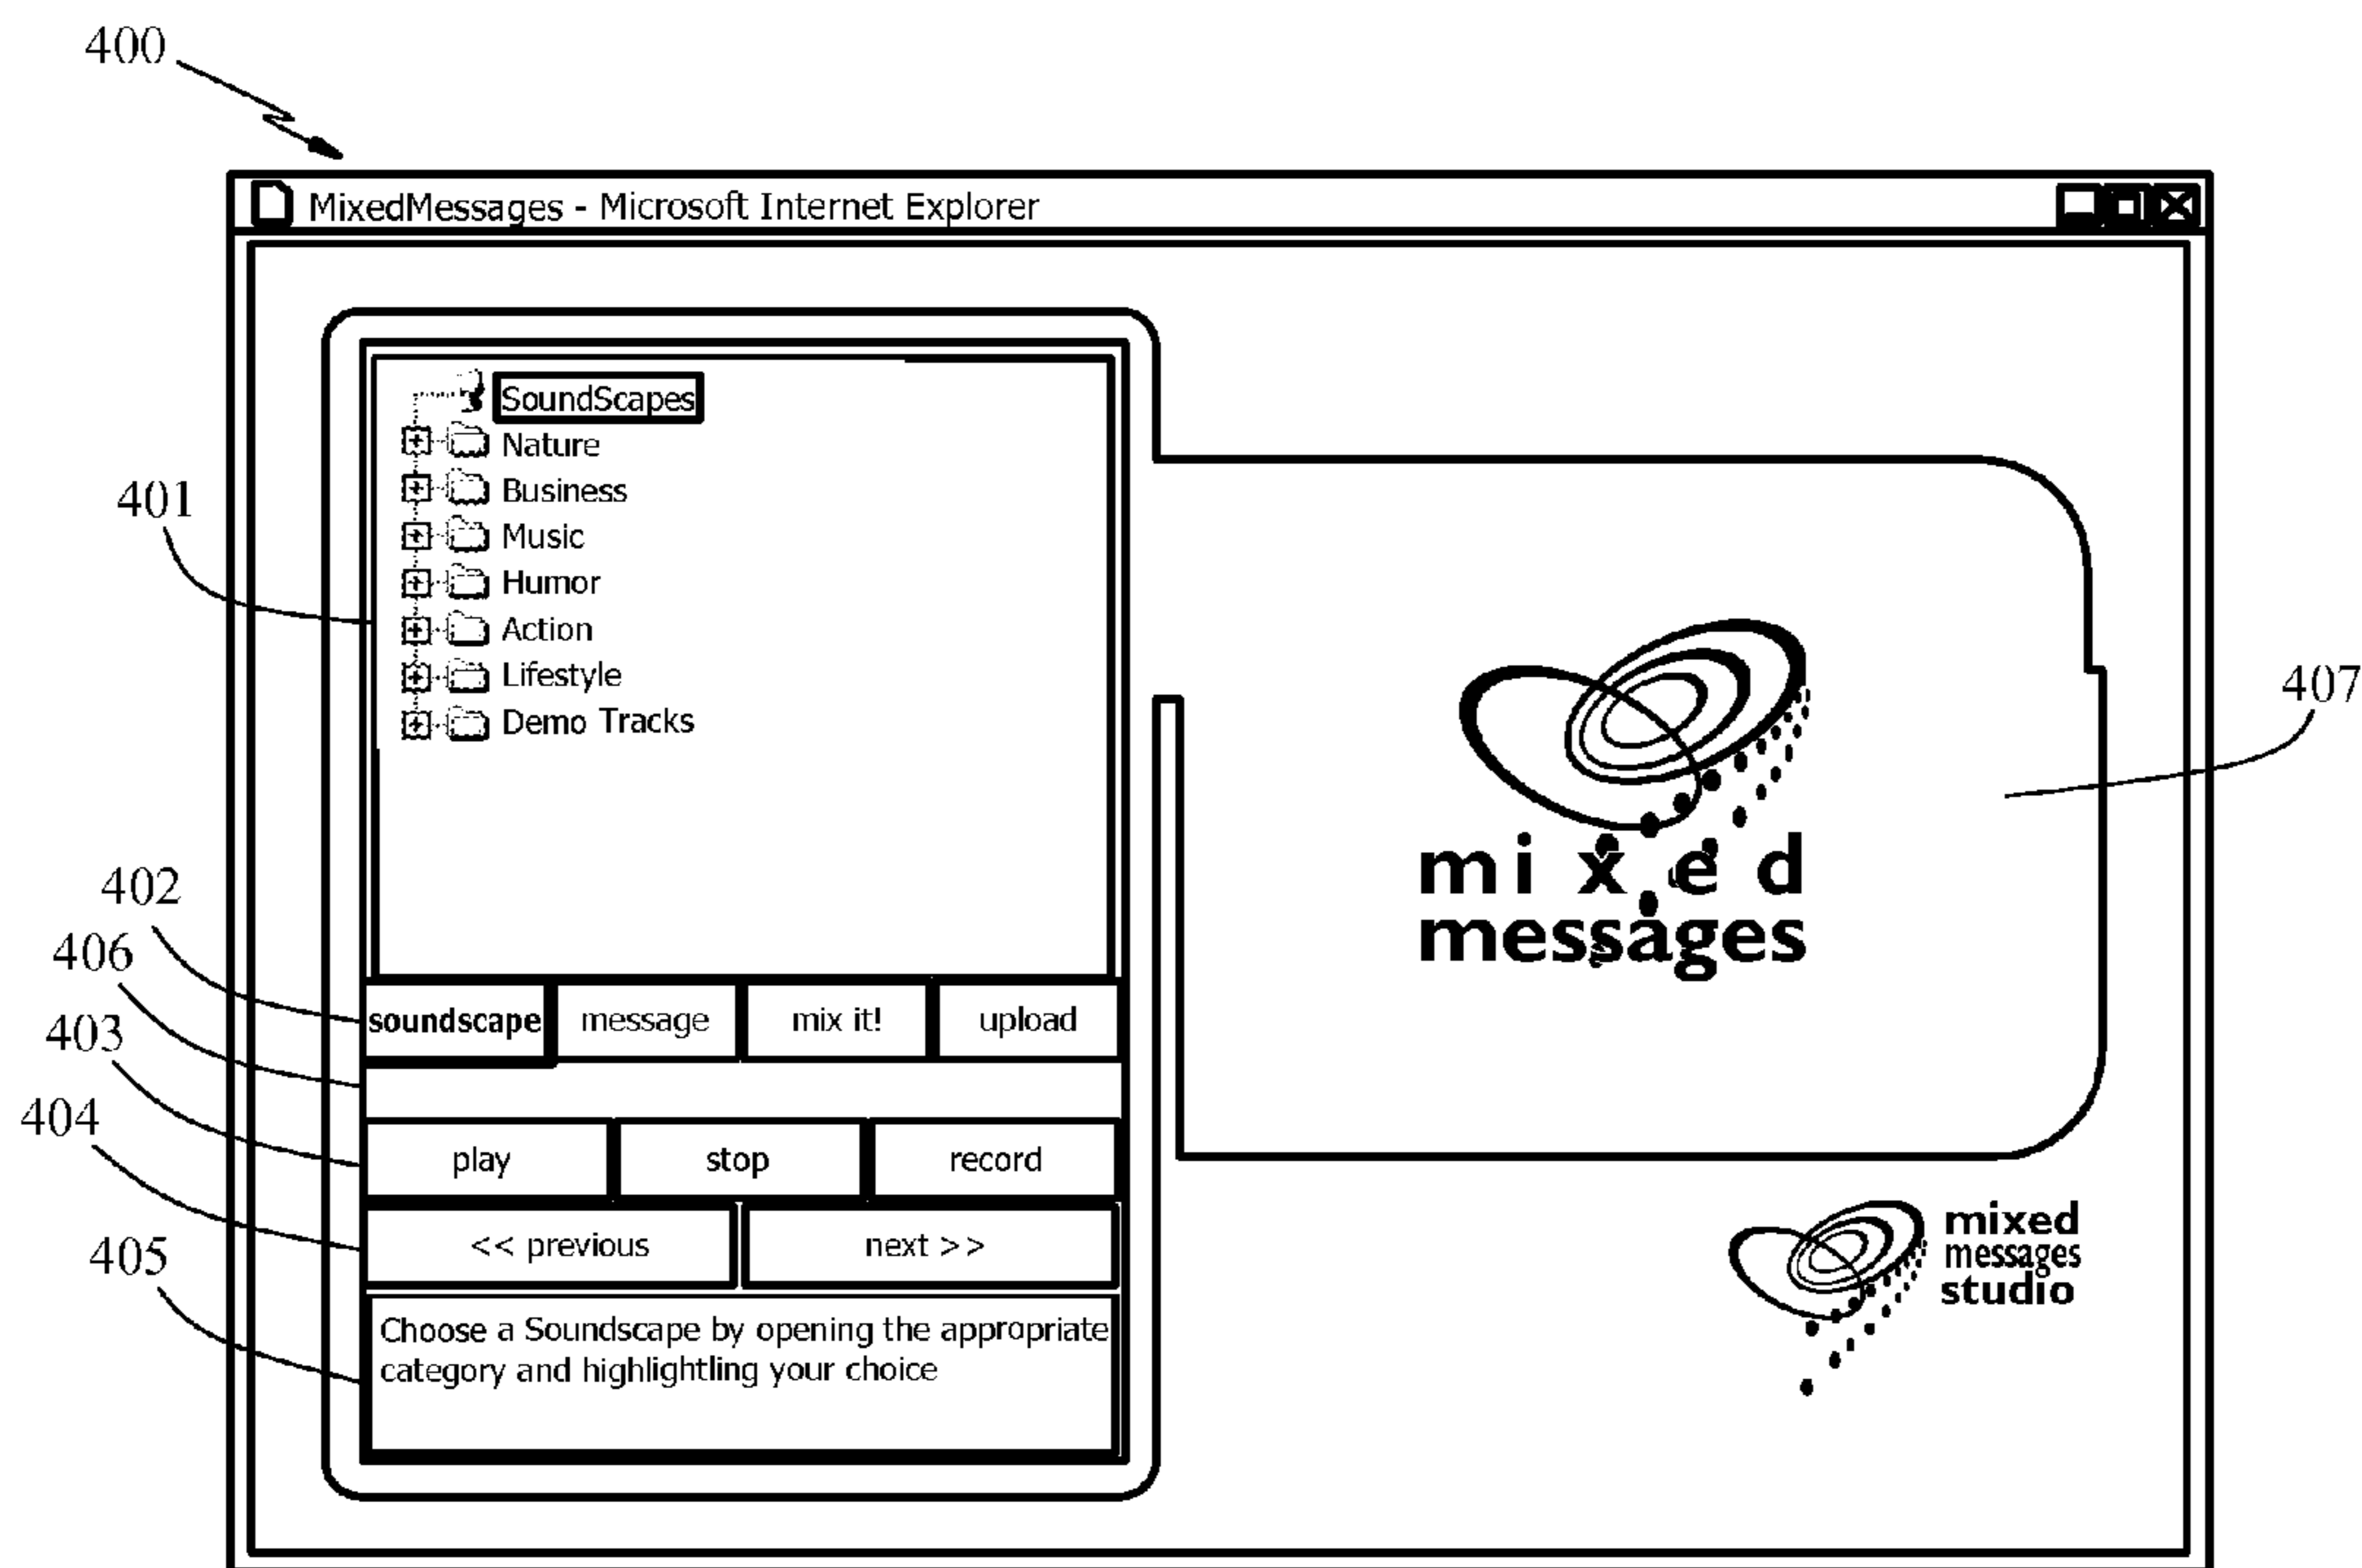 400
MixedMessages - Microsoft Internet Explorer
SoundScapes
Nature
Business
401
Music
Humor
Action
Lifestyle
407
Demo Tracks
mixed
messages
402
406
soundscape message mix it! upload
403
404
play stop record
405
<< previous next >>
mixed
messages
studio
Choose a Soundscape by opening the appropriate
category and highlightling your choice